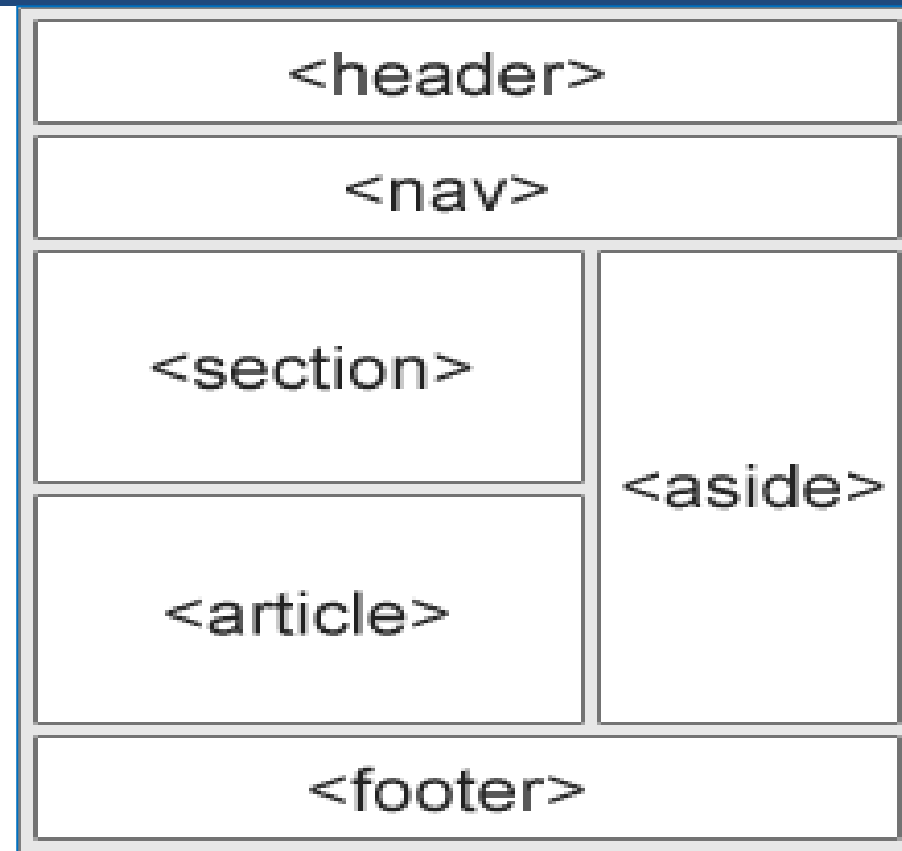 <header>
<nav>
<section>
<article>
<aside>
<footer>